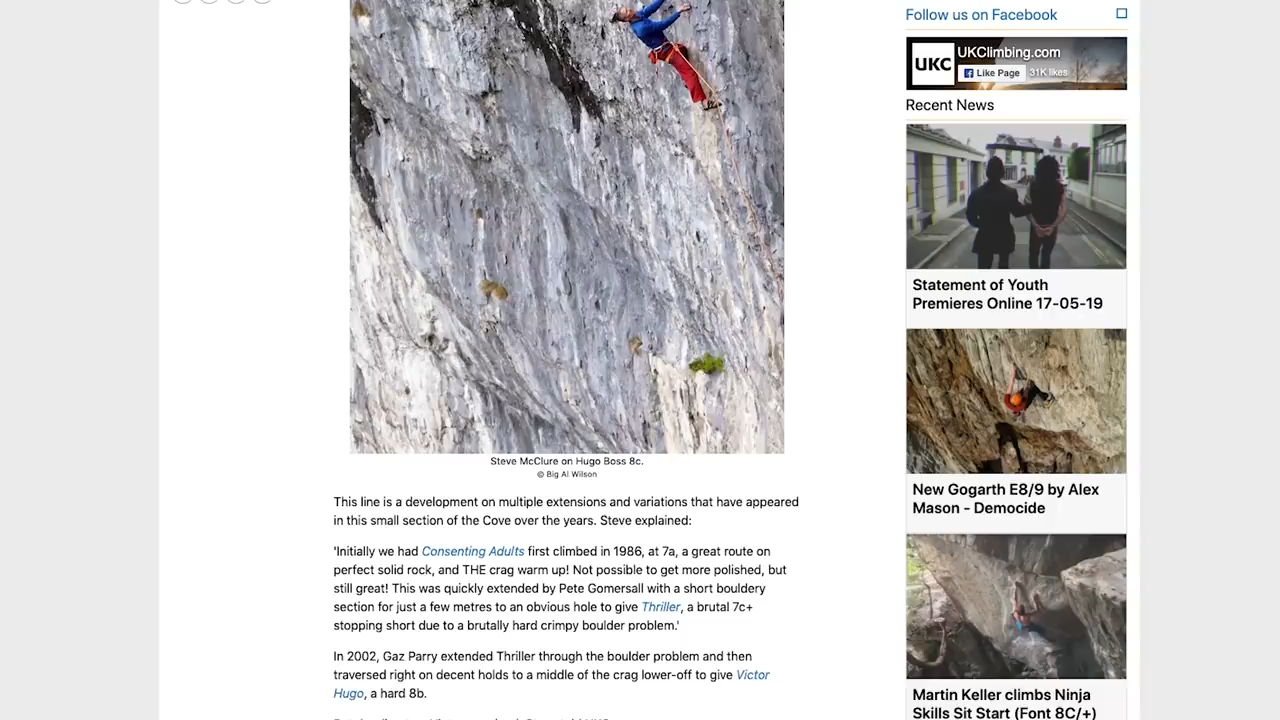 Follow us on Facebook
UKC
UKClimbing.com
Like Page 31K likes
Recent News
Statement of Youth
Premieres Online 17-05-19
New Gogarth E8/9 by Alex
Mason - Democide
Martin Keller climbs Ninja
Skills Sit Start (Font 8C/+)
Steve McClure on Hugo Boss 8c.
© Big Al Wilson
This line is a development on multiple extensions and variations that have appeared
in this small section of the Cove over the years. Steve explained:
'Initially we had Consenting Adults first climbed in 1986, at 7a, a great route on
perfect solid rock, and THE crag warm up! Not possible to get more polished, but
still great! This was quickly extended by Pete Gomersall with a short bouldery
section for just a few metres to an obvious hole to give Thriller, a brutal 7c+
stopping short due to a brutally hard crimpy boulder problem.'
In 2002, Gaz Parry extended Thriller through the boulder problem and then
traversed right on decent holds to a middle of the crag lower-off to give Victor
Hugo, a hard 8b.